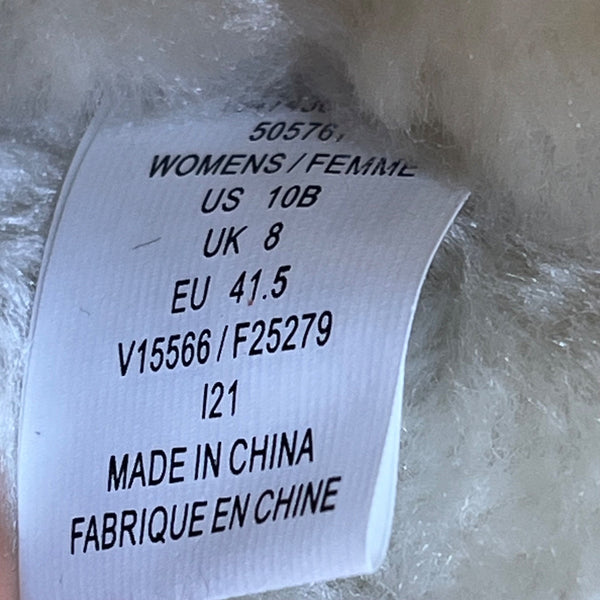 50576
WOMENS / FEMME
US 10B
UK 8
EU 41.5
V15566 / F25279
I21
MADE IN CHINA
FABRIQUE EN CHINE